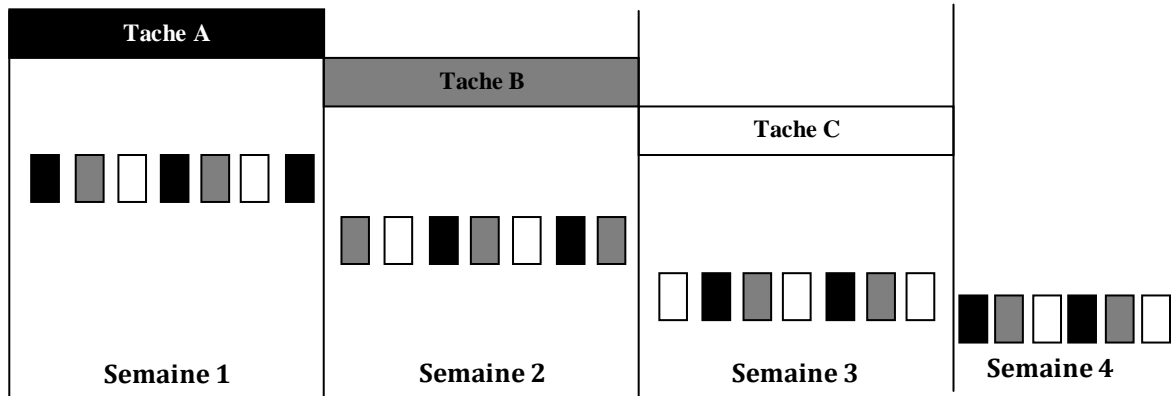 Tache A
Tache B
Tache C
Semaine 1
Semaine 2
Semaine 3
Semaine 4